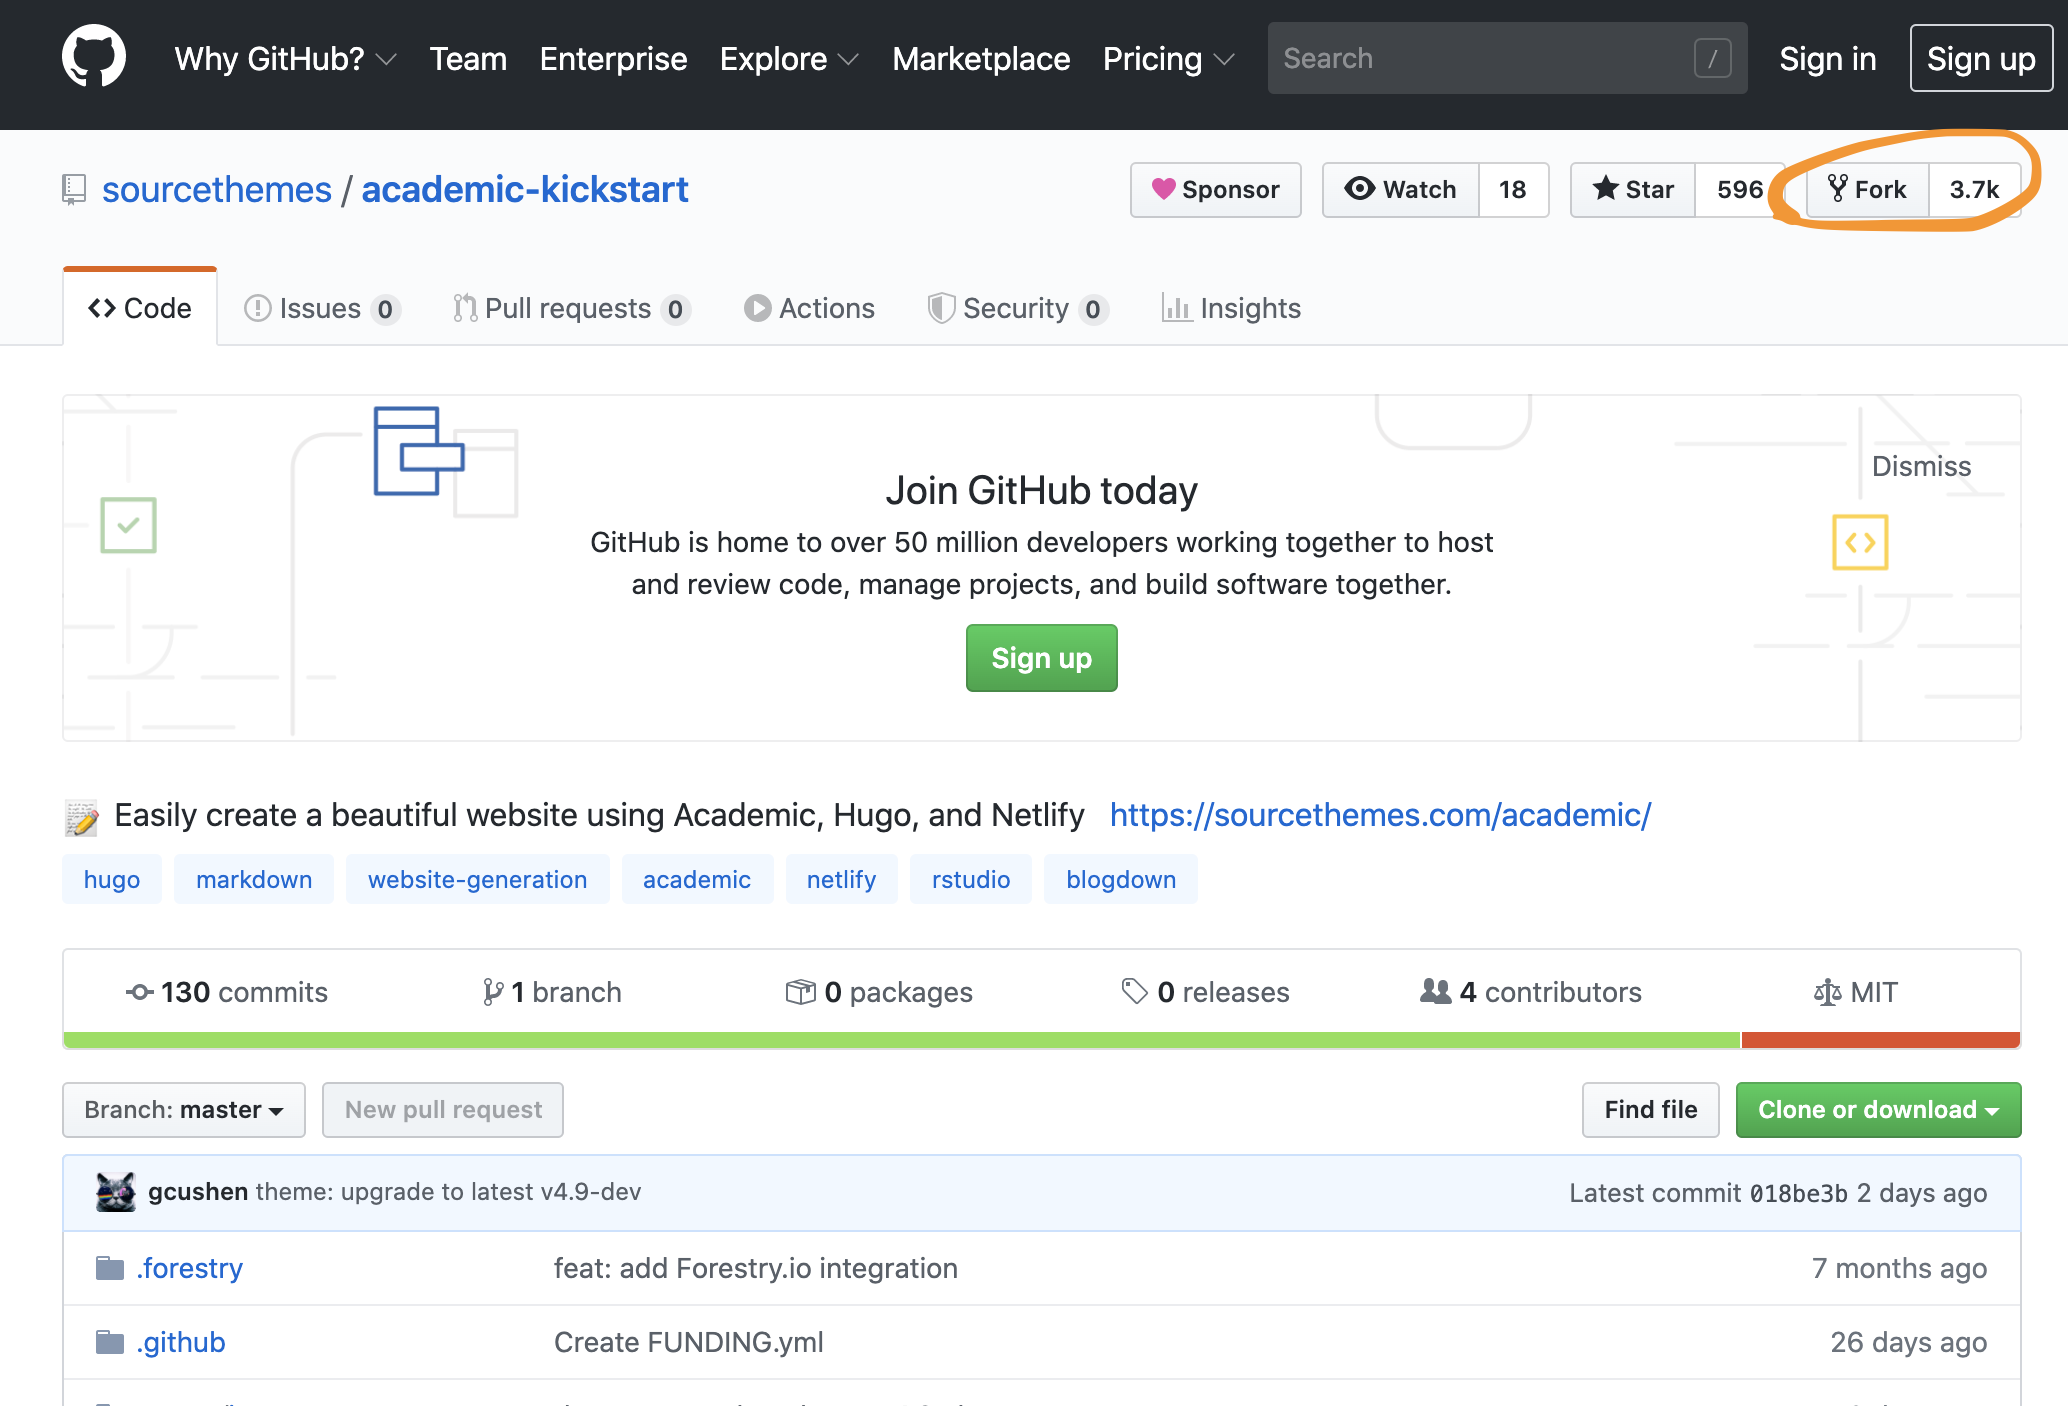 Why GitHub? Team Enterprise Explore Marketplace Pricing Search / Sign in Sign up
sourcethemes / academic-kickstart Sponsor Watch 18 Star 596 Fork 3.7k
Code Issues 0 Pull requests 0 Actions Security 0 Insights
Dismiss
Join GitHub today
GitHub is home to over 50 million developers working together to host
and review code, manage projects, and build software together.
Sign up
Easily create a beautiful website using Academic, Hugo, and Netlify https://sourcethemes.com/academic/
hugo markdown website-generation academic netlify rstudio blogdown
130 commits 1 branch 0 packages 0 releases 4 contributors MIT
Branch: master New pull request Find file Clone or download
gcushen theme: upgrade to latest v4.9-dev Latest commit 018be3b 2 days ago
.forestry feat: add Forestry.io integration 7 months ago
.github Create FUNDING.yml 26 days ago